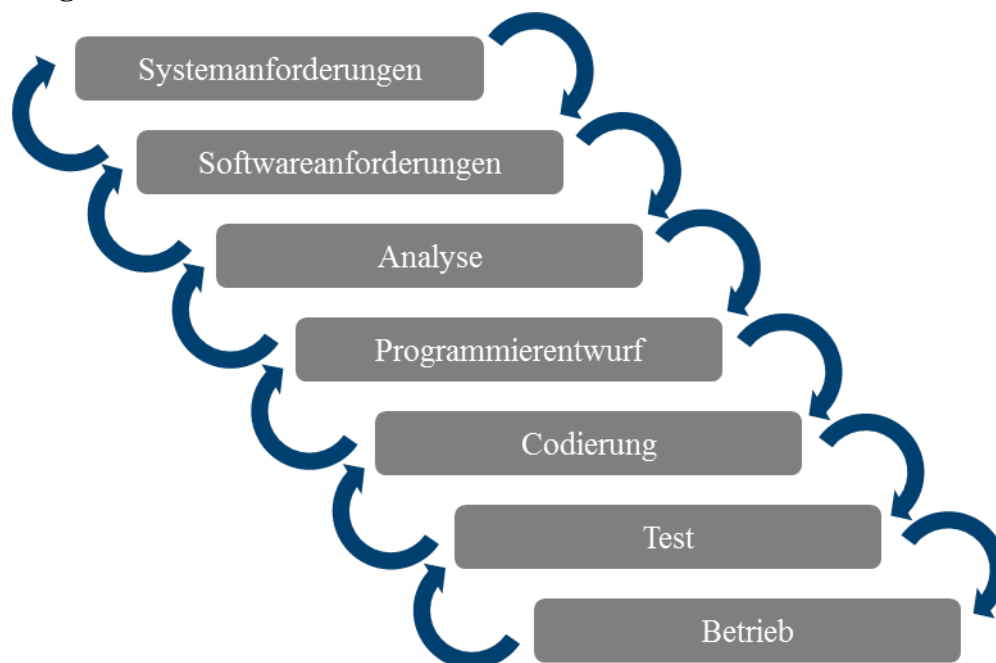 Systemanforderungen
Softwareanforderungen
Analyse
Programmierentwurf
Codierung
Test
Betrieb